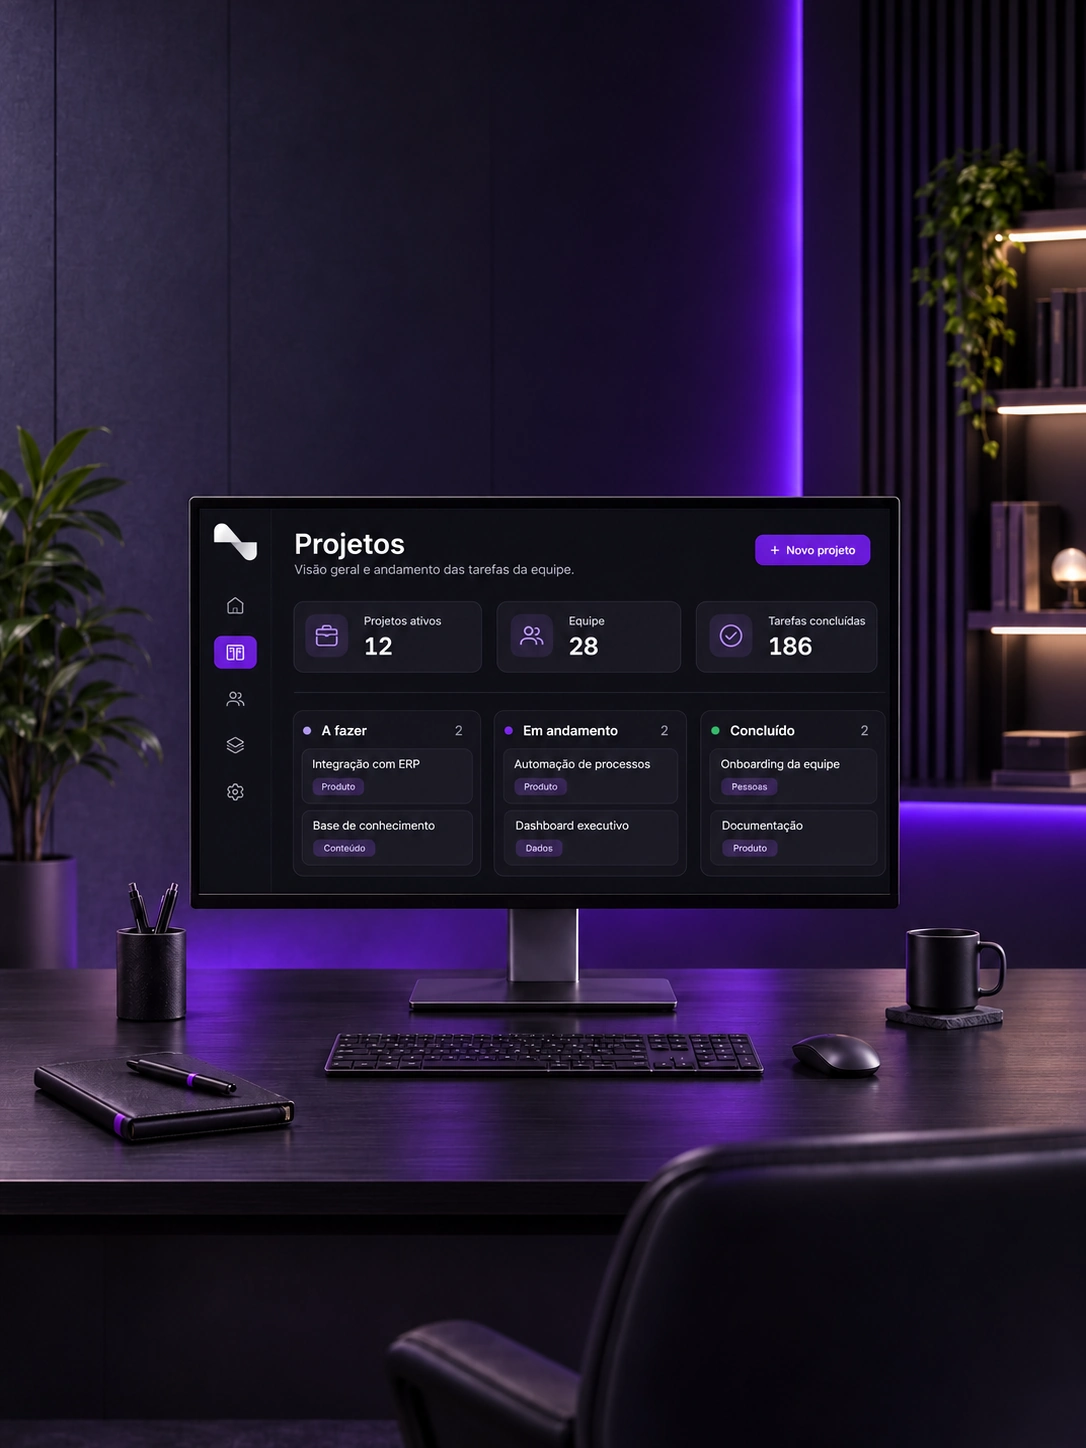 Projetos
Visão geral e andamento das tarefas da equipe.
+ Novo projeto
Projetos ativos
12
Equipe
28
Tarefas concluídas
186
A fazer 2
Integração com ERP
Produto
Base de conhecimento
Conteúdo
Em andamento 2
Automação de processos
Produto
Dashboard executivo
Dados
Concluído 2
Onboarding da equipe
Pessoas
Documentação
Produto